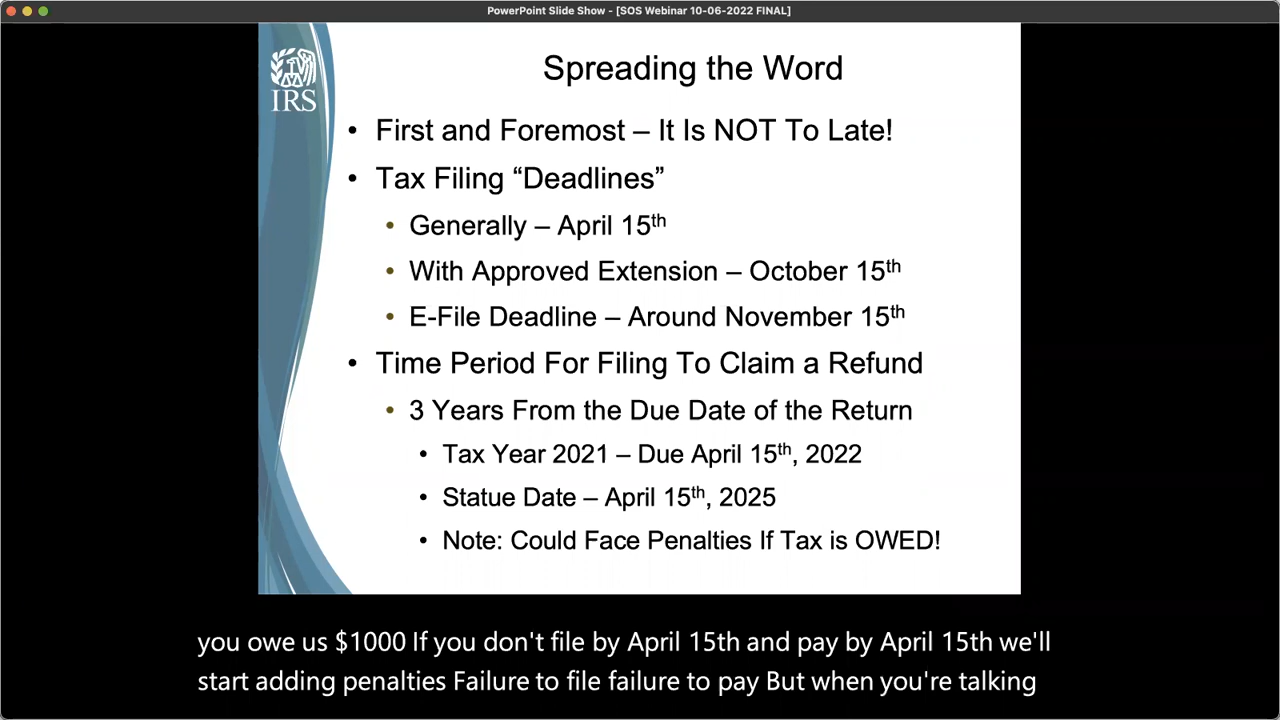 PowerPoint Slide Show - [SOS Webinar 10-06-2022 FINAL]
IRS
Spreading the Word
• First and Foremost – It Is NOT To Late!
• Tax Filing “Deadlines”
• Generally – April 15th
• With Approved Extension – October 15th
• E-File Deadline – Around November 15th
• Time Period For Filing To Claim a Refund
• 3 Years From the Due Date of the Return
• Tax Year 2021 – Due April 15th, 2022
• Statue Date – April 15th, 2025
• Note: Could Face Penalties If Tax is OWED!
you owe us $1000 If you don't file by April 15th and pay by April 15th we'll
start adding penalties Failure to file failure to pay But when you're talking